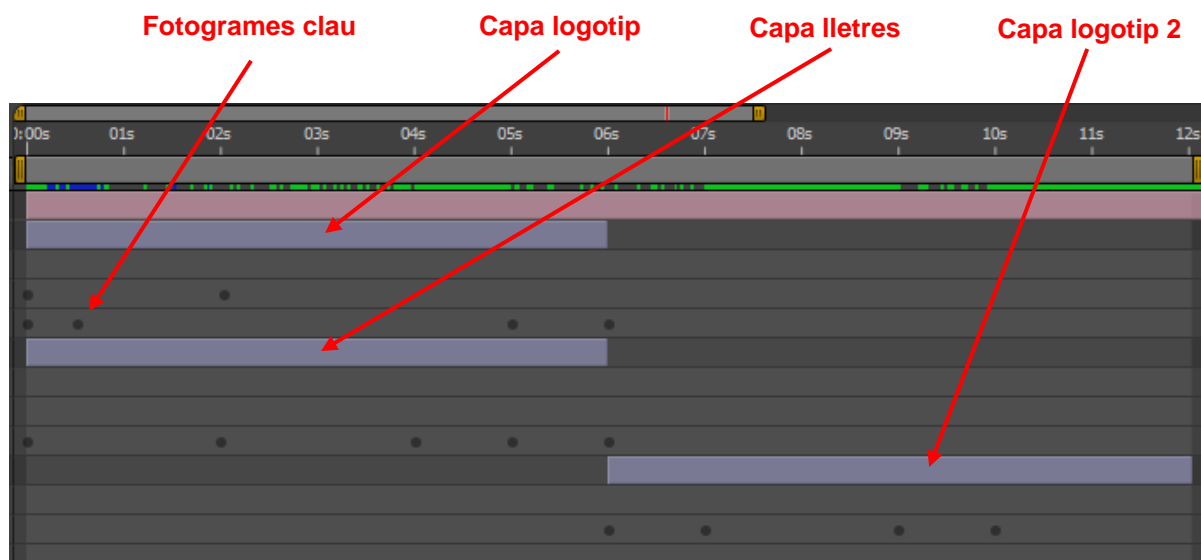 Fotogrames clau
Capa logotip
Capa lletres
Capa logotip 2
):00s 01s 02s 03s 04s 05s 06s 07s 08s 09s 10s 11s 12s